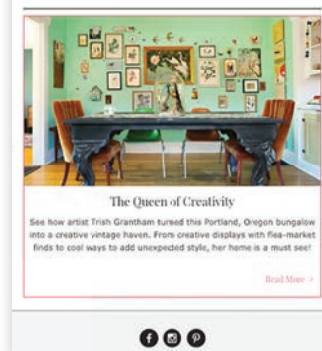 The Queen of Creativity
See how artist Trish Grantham turned this Portland, Oregon bungalow
into a creative vintage haven. From creative displays with flea-market
finds to cool ways to add unexpected style, her home is a must see!
Read More >